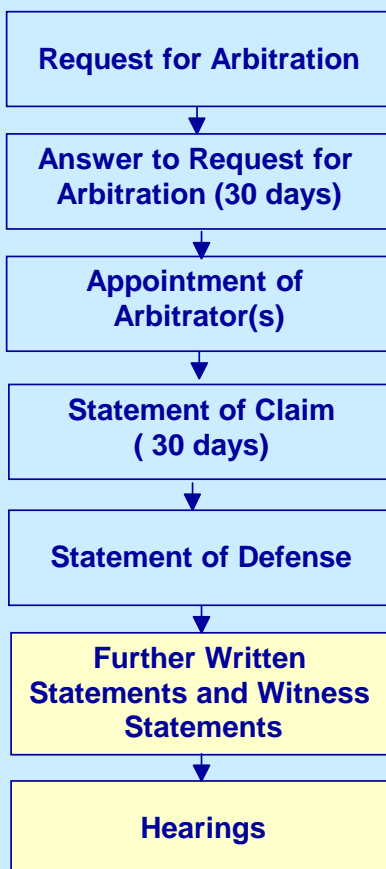 Request for Arbitration
Answer to Request for
Arbitration (30 days)
Appointment of
Arbitrator(s)
Statement of Claim
( 30 days)
Statement of Defense
Further Written
Statements and Witness
Statements
Hearings